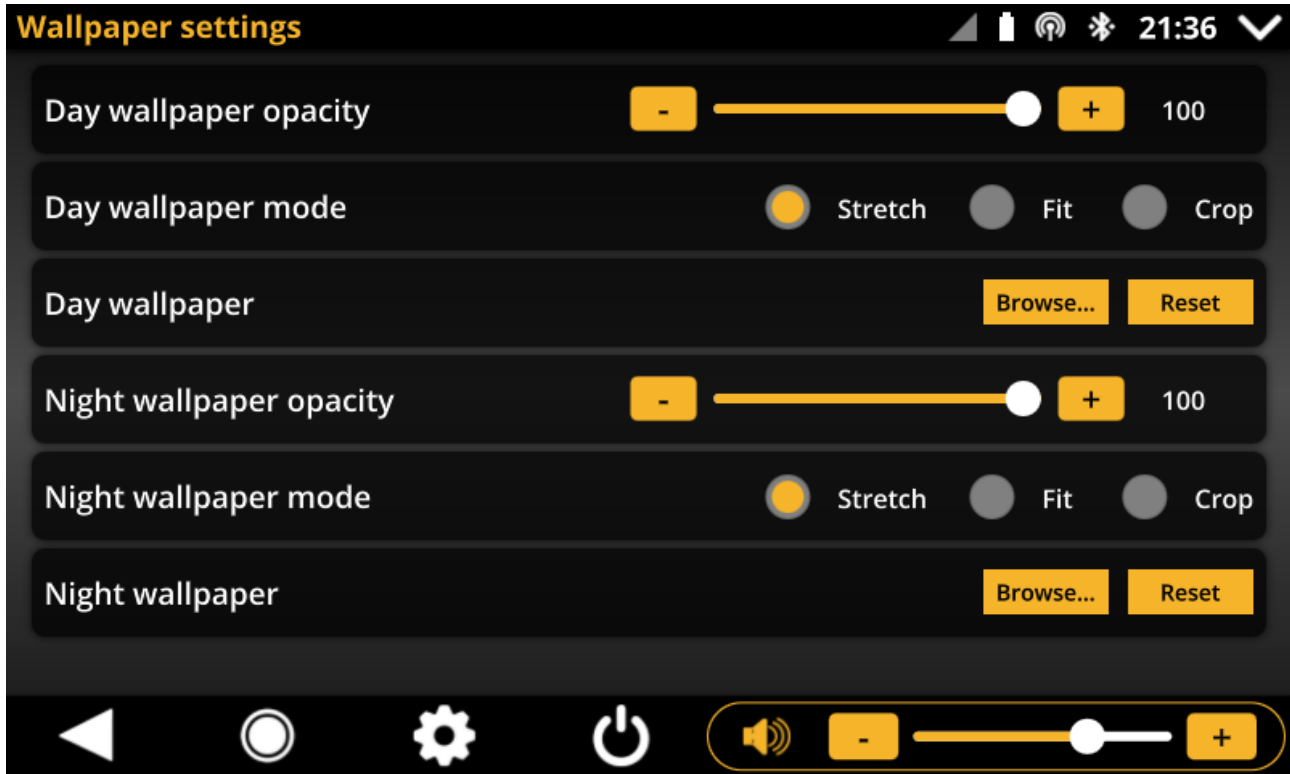 Wallpaper settings 21:36
Day wallpaper opacity - + 100
Day wallpaper mode Stretch Fit Crop
Day wallpaper Browse... Reset
Night wallpaper opacity - + 100
Night wallpaper mode Stretch Fit Crop
Night wallpaper Browse... Reset
- +